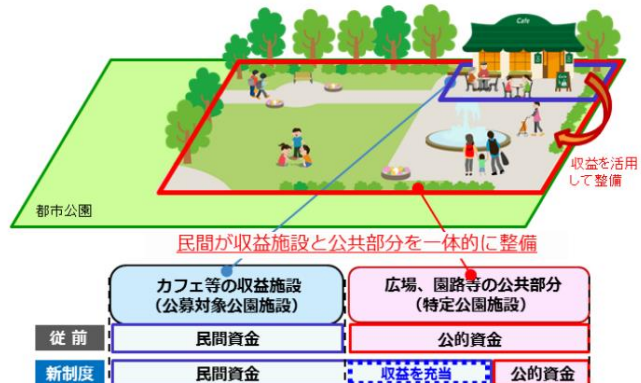 Cafe
収益を活用
して整備
都市公園
民間が収益施設と公共部分を一体的に整備
カフェ等の収益施設
（公募対象公園施設）
広場、園路等の公共部分
（特定公園施設）
従前
民間資金
公的資金
新制度
民間資金
収益を充当
公的資金